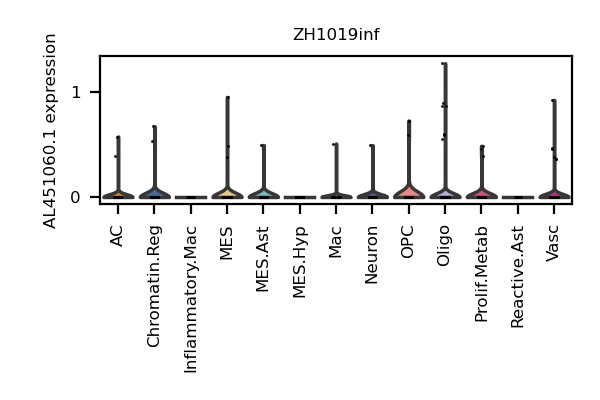 ZH1019inf
AL451060.1 expression
1
0
AC
Chromatin.Reg
Inflammatory.Mac
MES
MES.Ast
MES.Hyp
Mac
Neuron
OPC
Oligo
Prolif.Metab
Reactive.Ast
Vasc